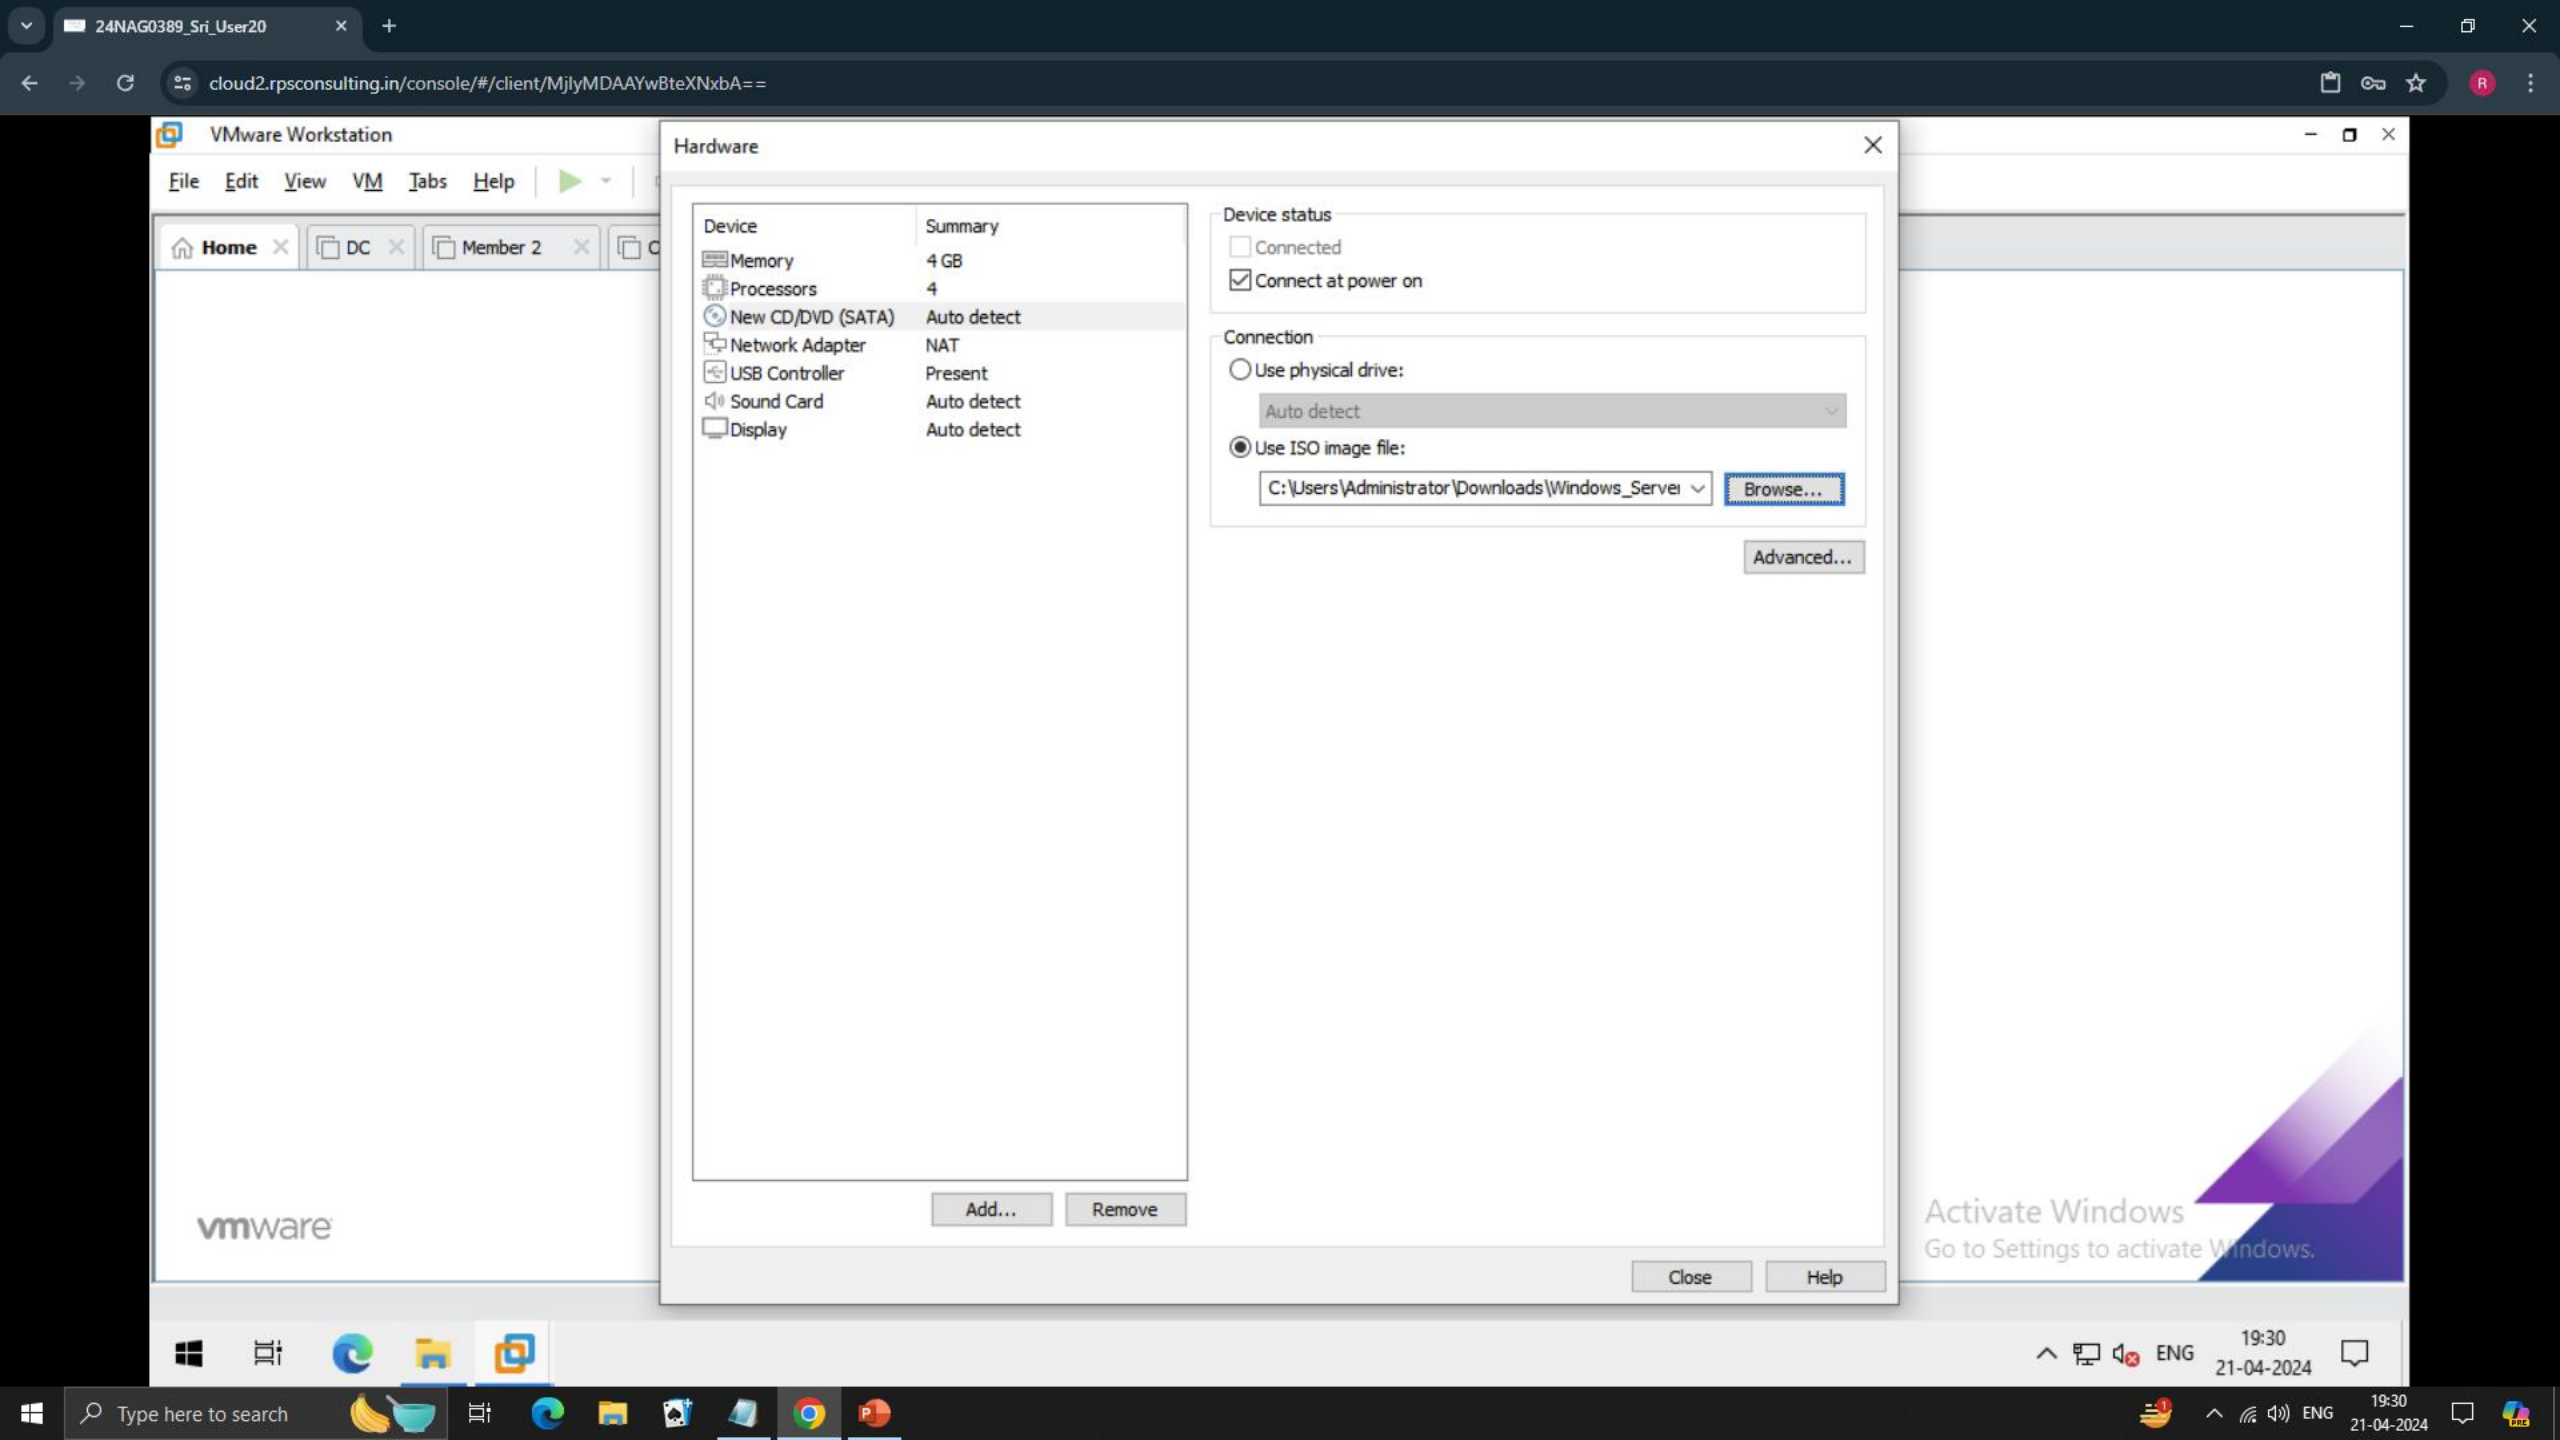 24NAG0389_Sri_User20
cloud2.rpsconsulting.in/console/#/client/MjIyMDAAYwBteXNxbA==
VMware Workstation
File Edit View VM Tabs Help
Home DC Member 2
Hardware
Device Summary
Memory 4 GB
Processors 4
New CD/DVD (SATA) Auto detect
Network Adapter NAT
USB Controller Present
Sound Card Auto detect
Display Auto detect
Device status
Connected
Connect at power on
Connection
Use physical drive:
Auto detect
Use ISO image file:
C:\Users\Administrator\Downloads\Windows_Server
Browse...
Advanced...
Add... Remove
Close Help
vmware
Activate Windows
Go to Settings to activate Windows.
ENG 19:30
21-04-2024
Type here to search
ENG 19:30
21-04-2024
R